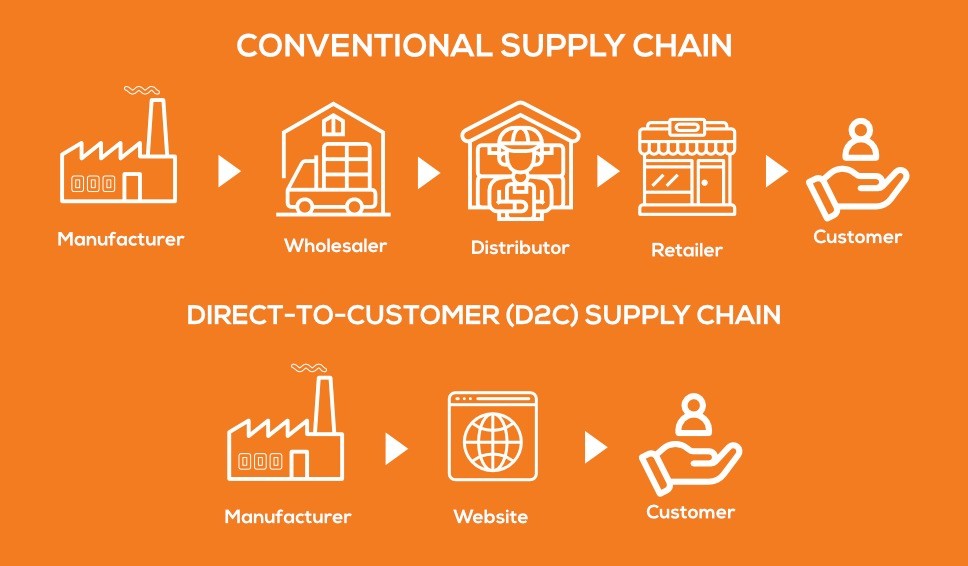 CONVENTIONAL SUPPLY CHAIN
Manufacturer
Wholesaler
Distributor
Retailer
Customer
DIRECT-TO-CUSTOMER (D2C) SUPPLY CHAIN
Manufacturer
Website
Customer